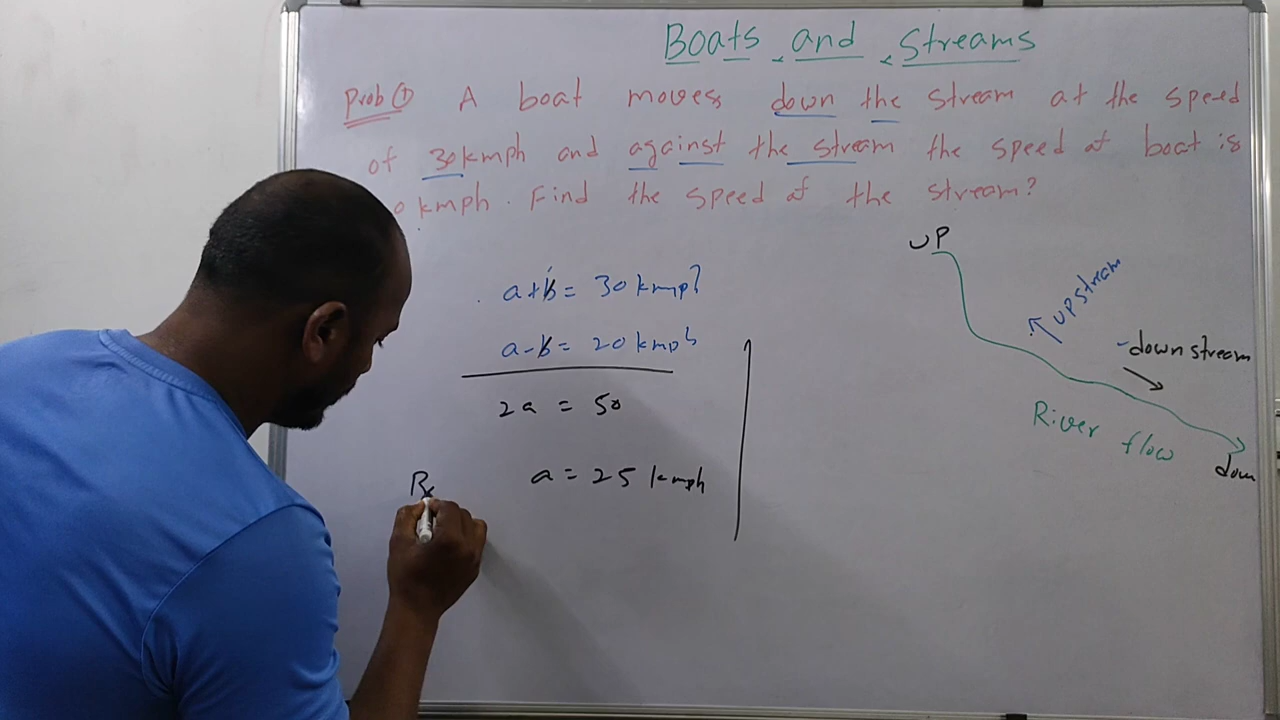 Boats and Streams
Prob ① A boat moves down the stream at the speed
of 30kmph and against the stream the speed of boat is
0 kmph. Find the speed of the stream?
UP
a+b = 30 kmph
upstream
a-b = 20 kmph
downstream
2a = 50
River flow
down
a = 25 kmph